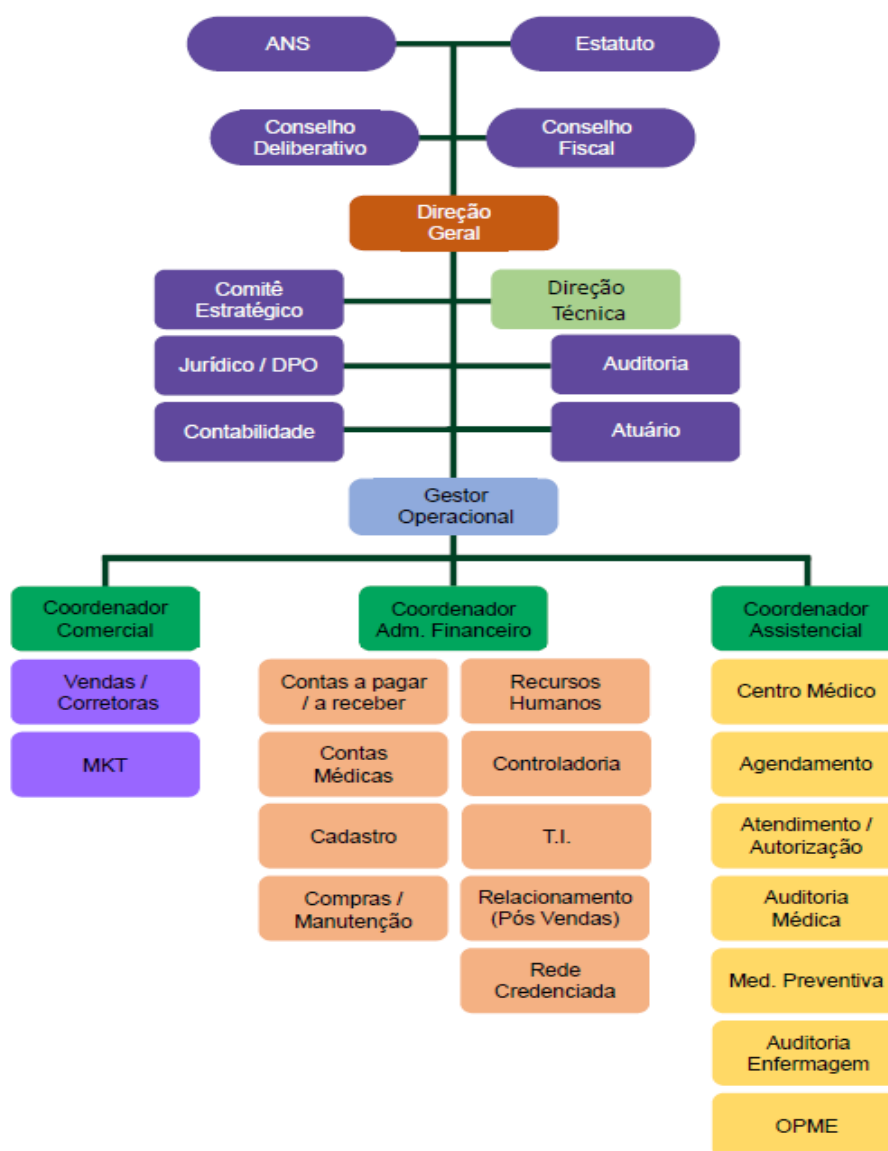 ANS
Estatuto
Conselho
Deliberativo
Conselho
Fiscal
Direção
Geral
Comitê
Estratégico
Direção
Técnica
Jurídico / DPO
Auditoria
Contabilidade
Atuário
Gestor
Operacional
Coordenador
Comercial
Vendas /
Corretoras
MKT
Coordenador
Adm. Financeiro
Contas a pagar
/ a receber
Recursos
Humanos
Contas
Médicas
Controladoria
Cadastro
T.I.
Compras /
Manutenção
Relacionamento
(Pós Vendas)
Rede
Credenciada
Coordenador
Assistencial
Centro Médico
Agendamento
Atendimento /
Autorização
Auditoria
Médica
Med. Preventiva
Auditoria
Enfermagem
OPME